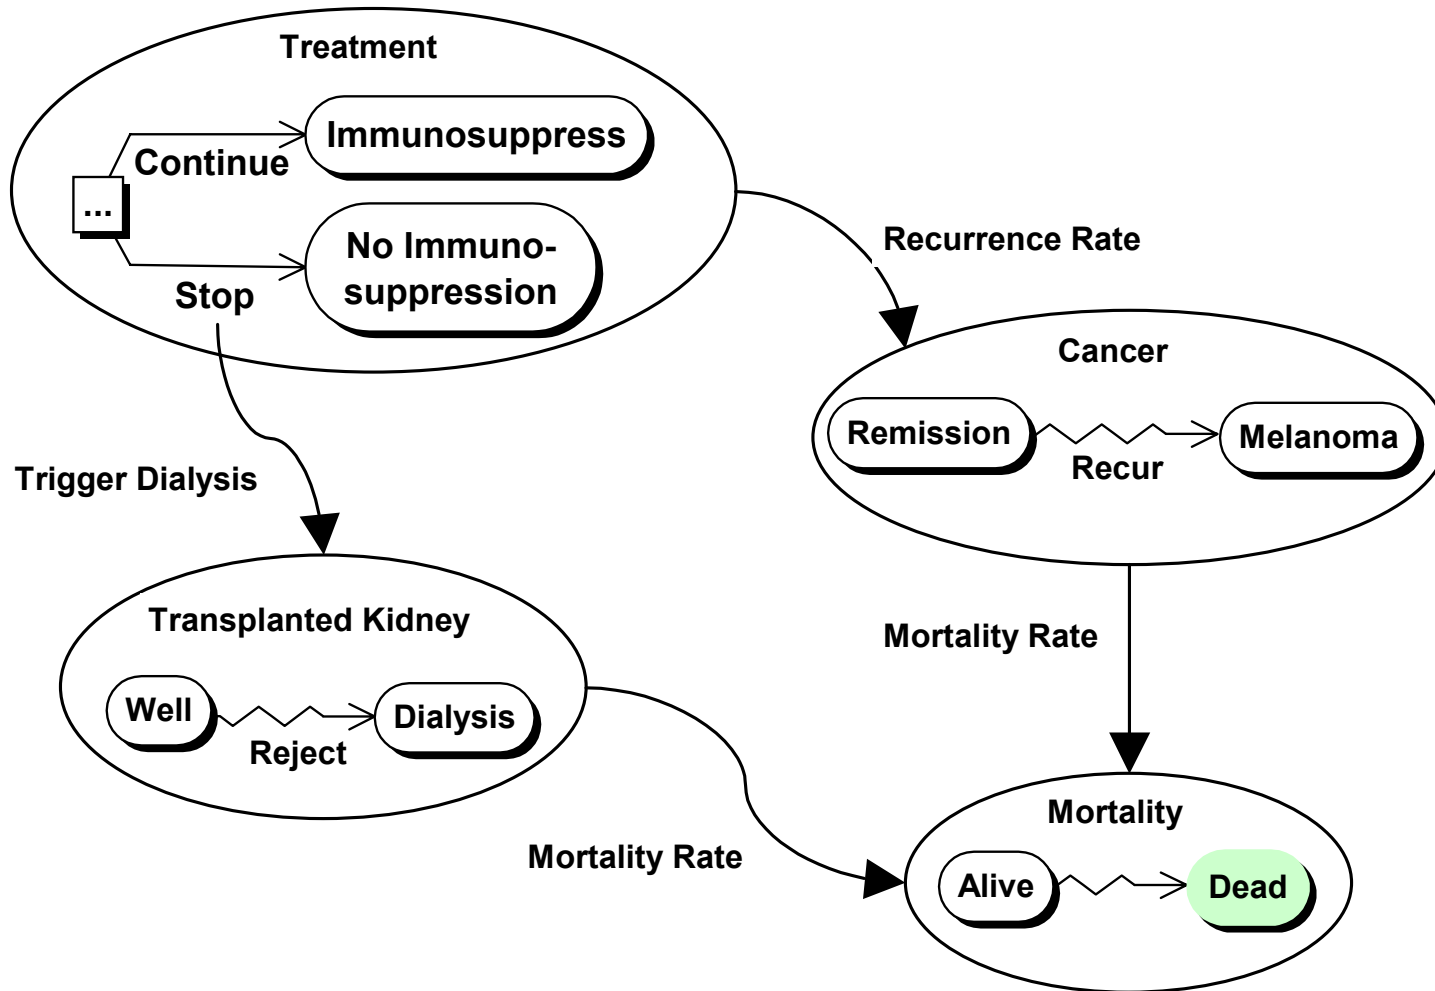 Treatment
Immunosuppress
Continue
...
No Immuno-
suppression
Stop
Recurrence Rate
Cancer
Remission
Melanoma
Recur
Trigger Dialysis
Transplanted Kidney
Mortality Rate
Well
Dialysis
Reject
Mortality
Mortality Rate
Alive
Dead